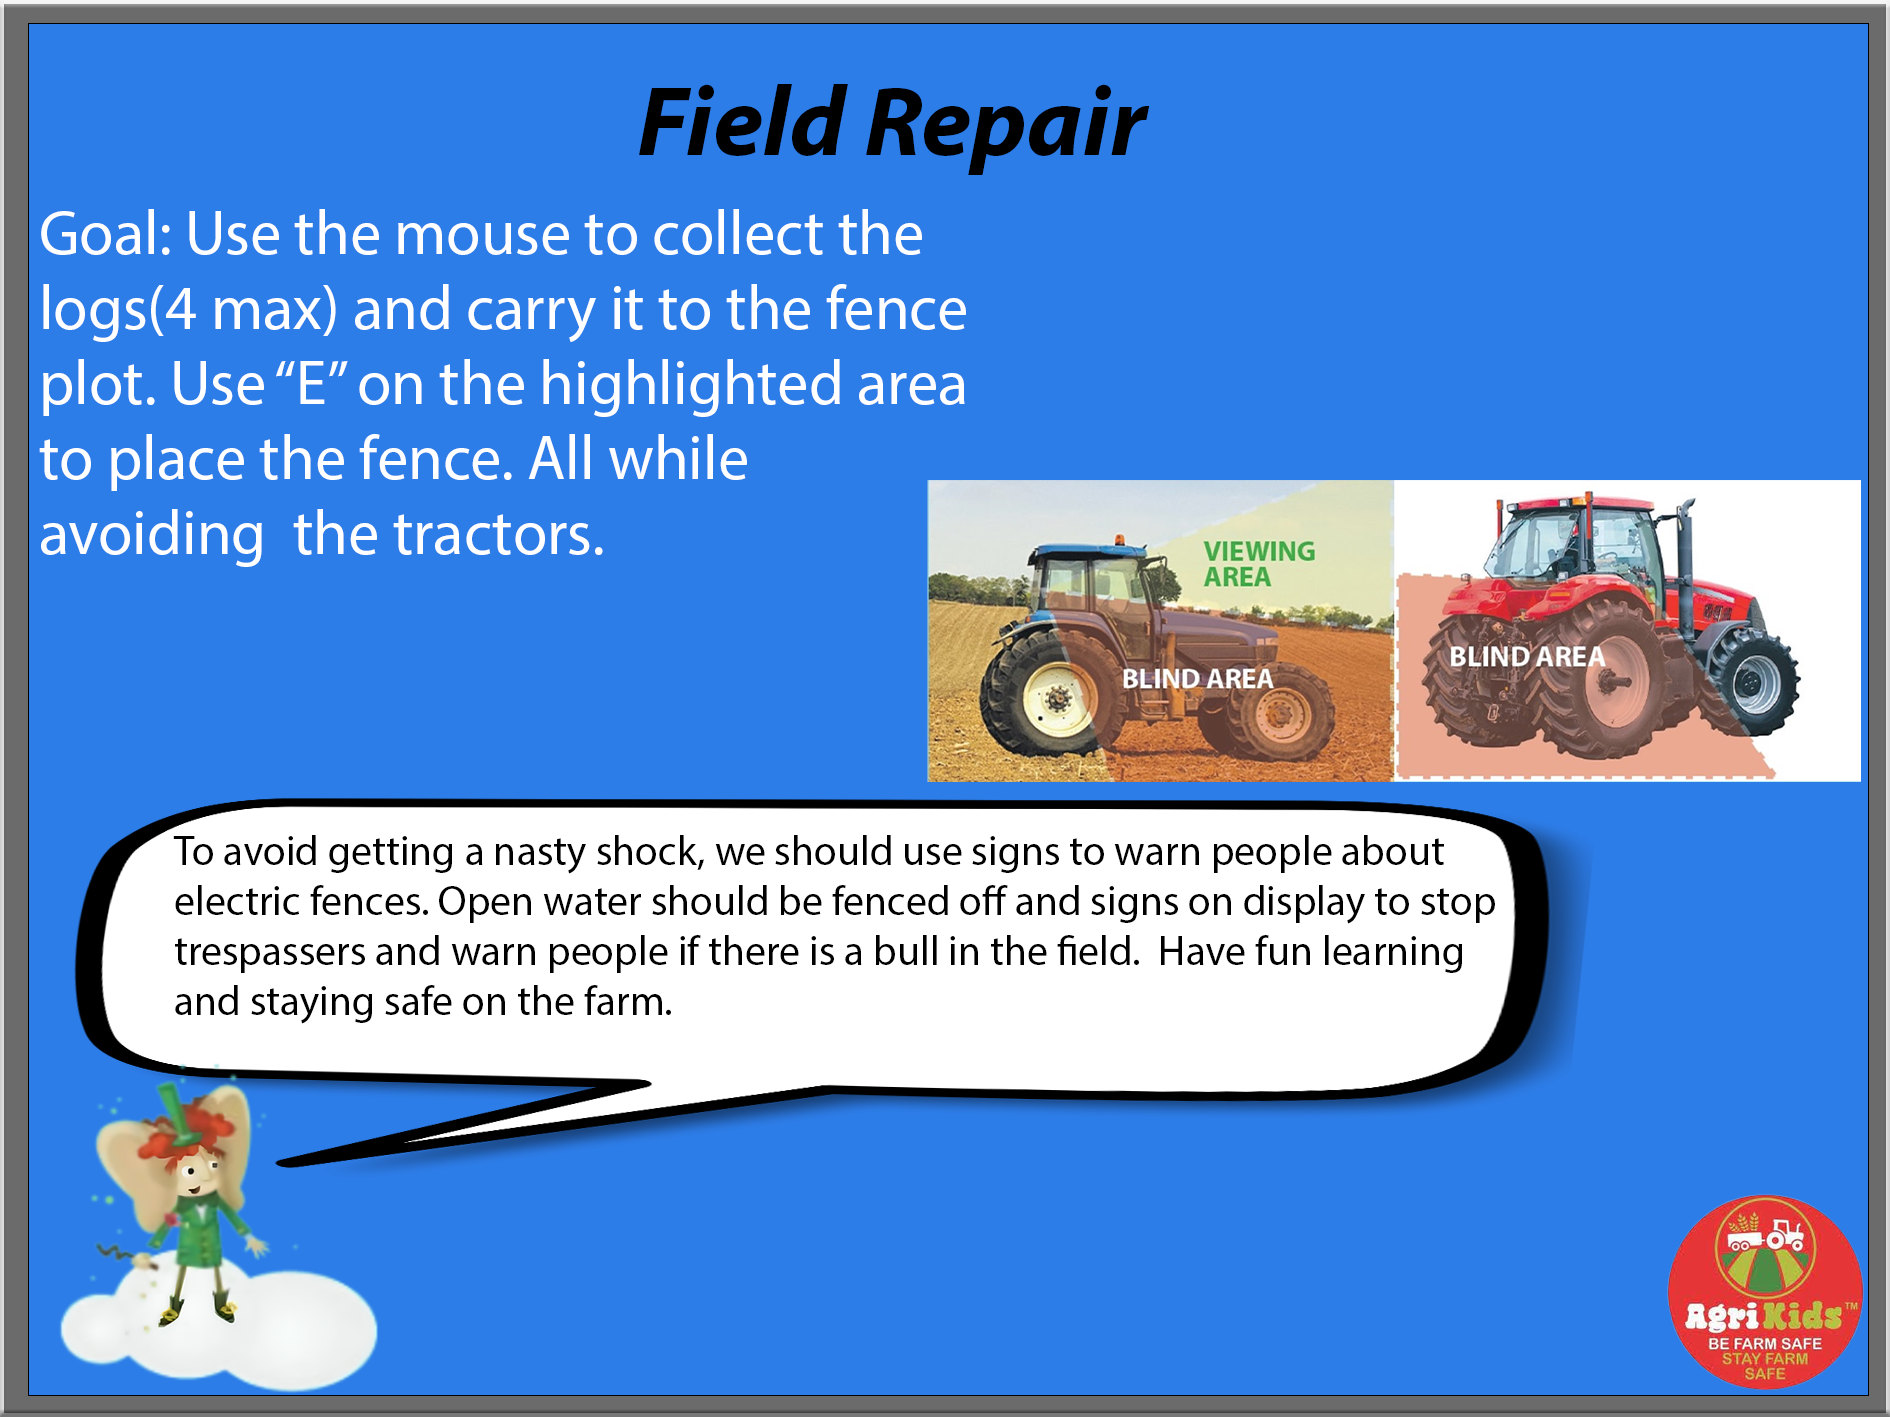 Field Repair
Goal: Use the mouse to collect the
logs(4 max) and carry it to the fence
plot. Use “E” on the highlighted area
to place the fence. All while
avoiding  the tractors.
VIEWING
AREA
BLIND AREA
BLIND AREA
To avoid getting a nasty shock, we should use signs to warn people about
electric fences. Open water should be fenced off and signs on display to stop
trespassers and warn people if there is a bull in the field.  Have fun learning
and staying safe on the farm.
AgriKids™
BE FARM SAFE
STAY FARM
SAFE